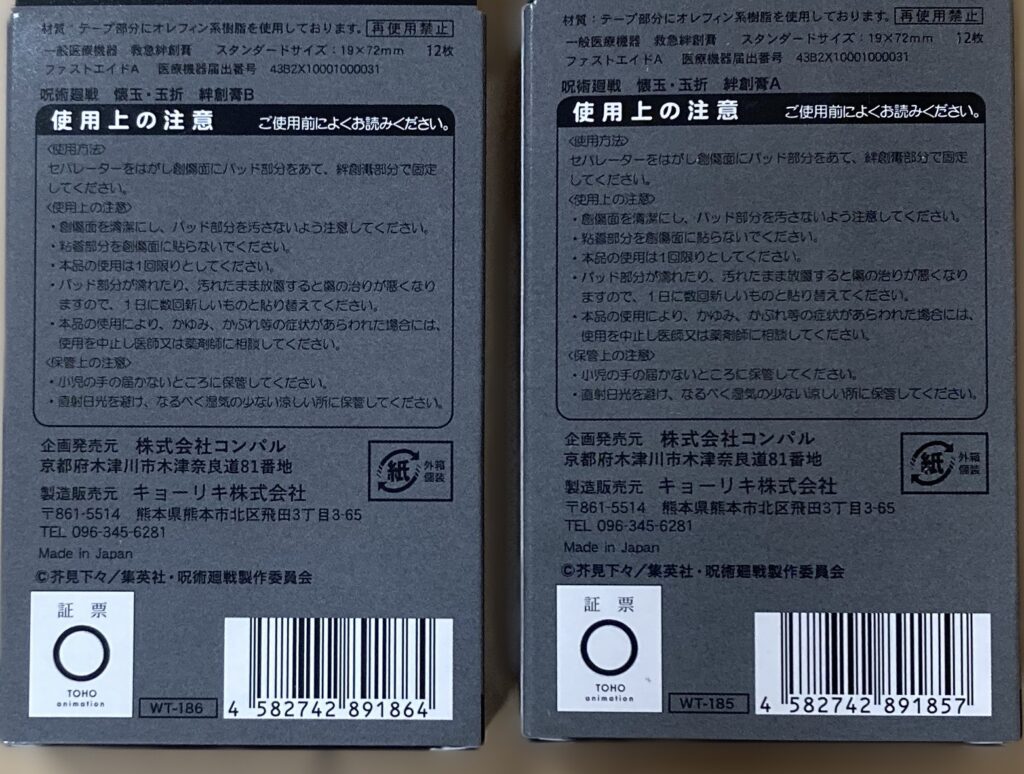 材質：テープ部分にオレフィン系樹脂を使用しております。 再使用禁止
一般医療機器 救急絆創膏 スタンダードサイズ：19×72mm 12枚
ファストエイドA 医療機器届出番号 43B2X10001000031
呪術廻戦 懐玉・玉折 絆創膏B
使用上の注意 ご使用前によくお読みください。
〈使用方法〉
セパレーターをはがし創傷面にパッド部分をあて、絆創膏部分で固定
してください。
〈使用上の注意〉
・創傷面を清潔にし、パッド部分を汚さないよう注意してください。
・粘着部分を創傷面に貼らないでください。
・本品の使用は1回限りとしてください。
・パッド部分が濡れたり、汚れたまま放置すると傷の治りが悪くなり
ますので、1日に数回新しいものと貼り替えてください。
・本品の使用により、かゆみ、かぶれ等の症状があらわれた場合には、
使用を中止し医師又は薬剤師に相談してください。
〈保管上の注意〉
・小児の手の届かないところに保管してください。
・直射日光を避け、なるべく湿気の少ない涼しい所に保管してください。
企画発売元 株式会社コンパル
京都府木津川市木津奈良道81番地
紙 外箱
個装
製造販売元 キョーリキ株式会社
〒861-5514 熊本県熊本市北区飛田3丁目3-65
TEL 096-345-6281
Made in Japan
©芥見下々／集英社・呪術廻戦製作委員会
証 票
TOHO
animation
WT-186
4 582742 891864
材質：テープ部分にオレフィン系樹脂を使用しております。 再使用禁止
一般医療機器 救急絆創膏 スタンダードサイズ：19×72mm 12枚
ファストエイドA 医療機器届出番号 43B2X10001000031
呪術廻戦 懐玉・玉折 絆創膏A
使用上の注意 ご使用前によくお読みください。
〈使用方法〉
セパレーターをはがし創傷面にパッド部分をあて、絆創膏部分で固定
してください。
〈使用上の注意〉
・創傷面を清潔にし、パッド部分を汚さないよう注意してください。
・粘着部分を創傷面に貼らないでください。
・本品の使用は1回限りとしてください。
・パッド部分が濡れたり、汚れたまま放置すると傷の治りが悪くなり
ますので、1日に数回新しいものと貼り替えてください。
・本品の使用により、かゆみ、かぶれ等の症状があらわれた場合には、
使用を中止し医師又は薬剤師に相談してください。
〈保管上の注意〉
・小児の手の届かないところに保管してください。
・直射日光を避け、なるべく湿気の少ない涼しい所に保管してください。
企画発売元 株式会社コンパル
京都府木津川市木津奈良道81番地
紙 外箱
個装
製造販売元 キョーリキ株式会社
〒861-5514 熊本県熊本市北区飛田3丁目3-65
TEL 096-345-6281
Made in Japan
©芥見下々／集英社・呪術廻戦製作委員会
証 票
TOHO
animation
WT-185
4 582742 891857